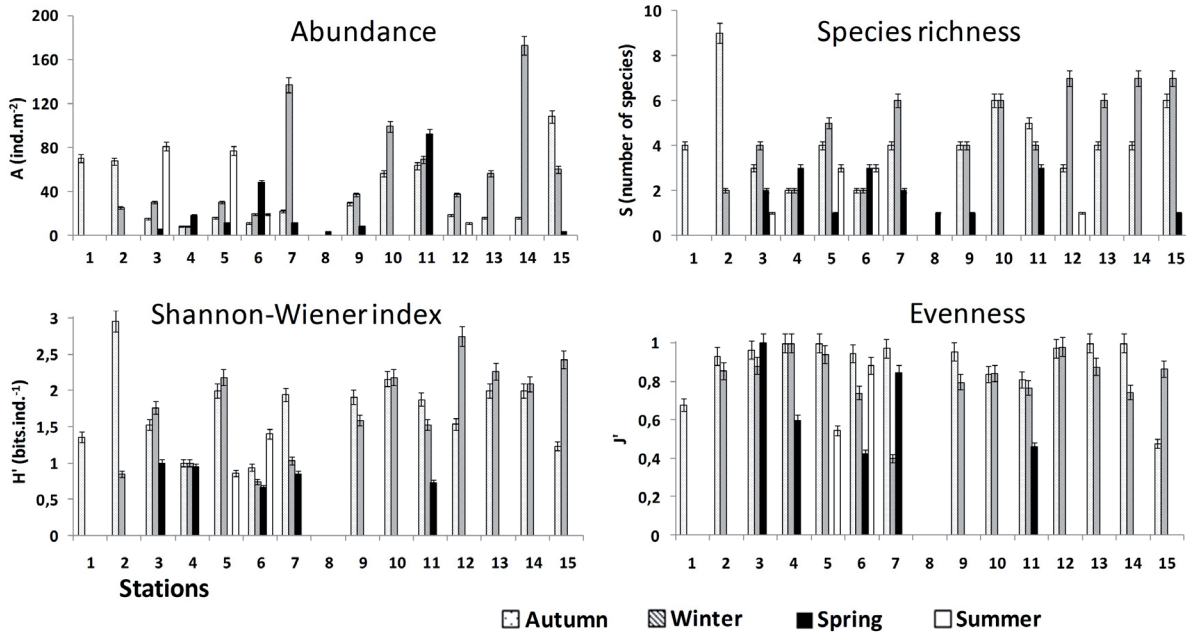 Abundance
A (ind.m-2)
200
160
120
80
40
0
1 2 3 4 5 6 7 8 9 10 11 12 13 14 15
Species richness
S (number of species)
10
8
6
4
2
0
1 2 3 4 5 6 7 8 9 10 11 12 13 14 15
Shannon-Wiener index
H' (bits.ind.-1)
3
2,5
2
1,5
1
0,5
0
1 2 3 4 5 6 7 8 9 10 11 12 13 14 15
Stations
Evenness
J'
1
0,8
0,6
0,4
0,2
0
1 2 3 4 5 6 7 8 9 10 11 12 13 14 15
Autumn Winter Spring Summer